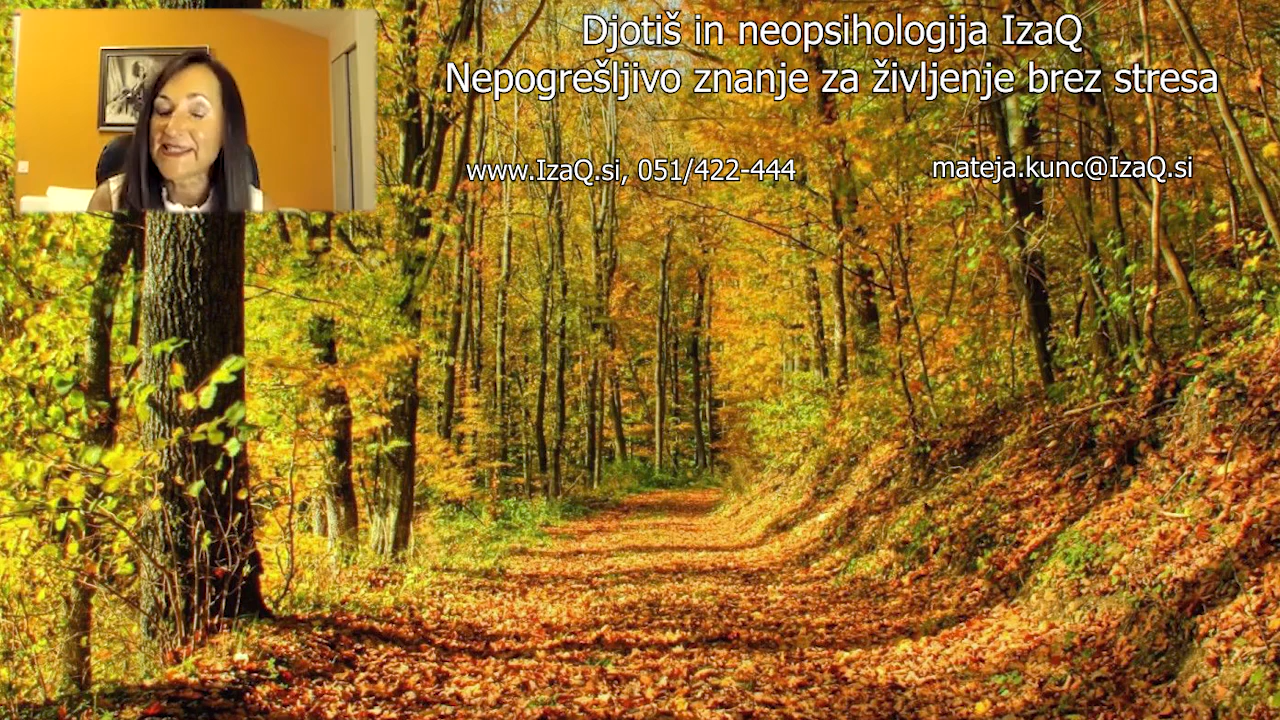 Djotiš in neopsihologija IzaQ
Nepogrešljivo znanje za življenje brez stresa
www.IzaQ.si, 051/422-444
mateja.kunc@IzaQ.si